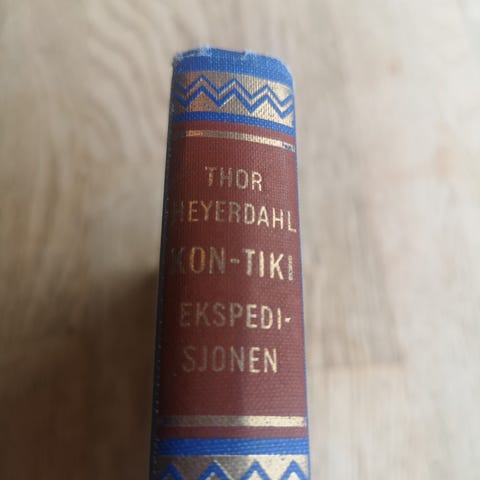 THOR
HEYERDAHL
KON-TIKI
EKSPEDI-
SJONEN